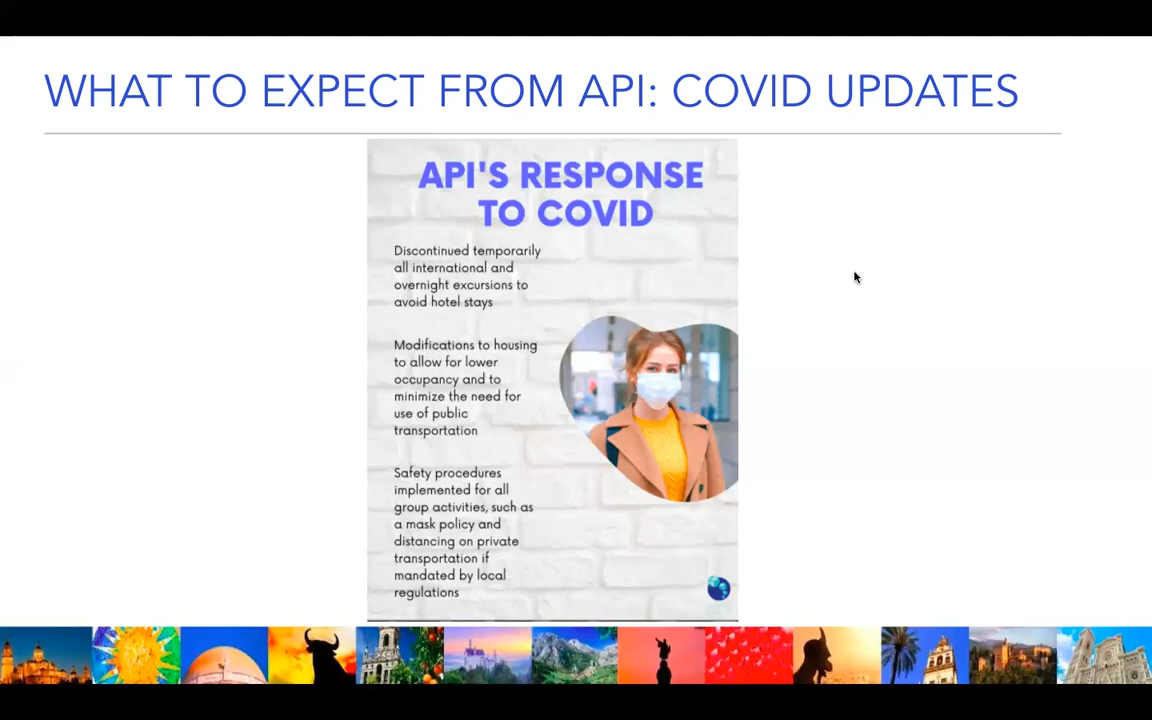 WHAT TO EXPECT FROM API: COVID UPDATES
API'S RESPONSE
TO COVID
Discontinued temporarily
all international and
overnight excursions to
avoid hotel stays
Modifications to housing
to allow for lower
occupancy and to
minimize the need for
use of public
transportation
Safety procedures
implemented for all
group activities, such as
a mask policy and
distancing on private
transportation if
mandated by local
regulations